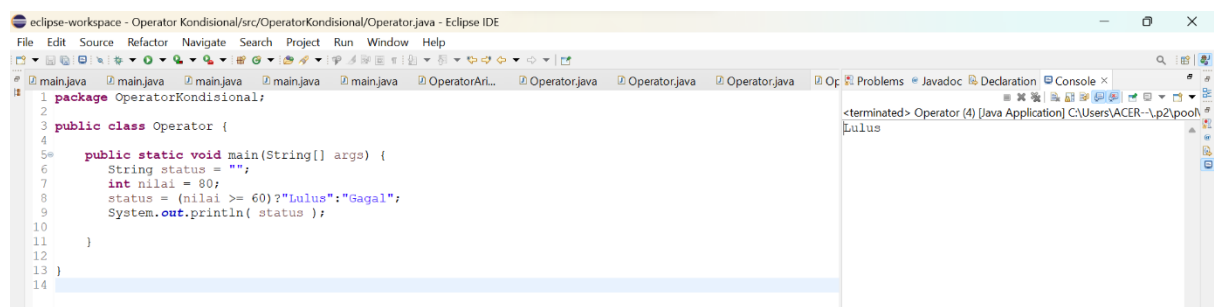 eclipse-workspace - Operator Kondisional/src/OperatorKondisional/Operator.java - Eclipse IDE
File Edit Source Refactor Navigate Search Project Run Window Help
main.java main.java main.java main.java main.java OperatorAri... Operator.java Operator.java Operator.java Op Problems Javadoc Declaration Console
<terminated> Operator (4) [Java Application] C:\Users\ACER--\.p2\pool\
Lulus
1 package OperatorKondisional;
2
3 public class Operator {
4
5 public static void main(String[] args) {
6 String status = "";
7 int nilai = 80;
8 status = (nilai >= 60)?"Lulus":"Gagal";
9 System.out.println( status );
10
11 }
12
13 }
14